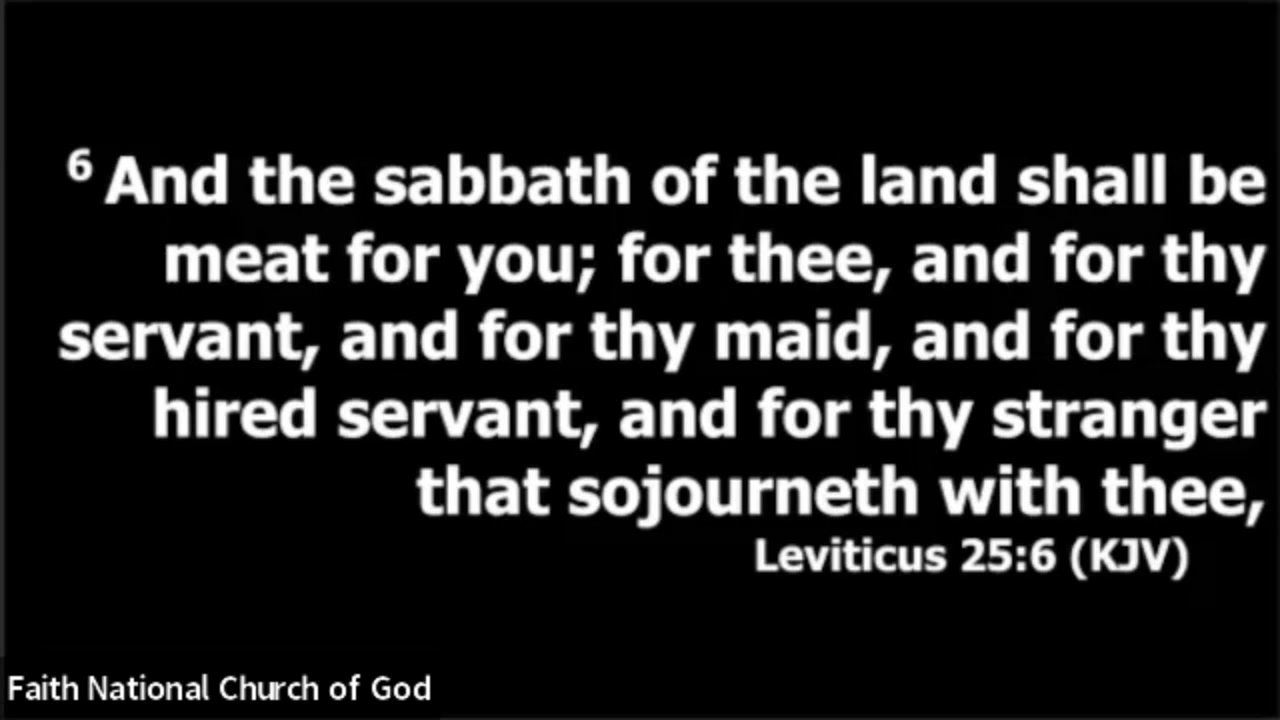 6 And the sabbath of the land shall be
meat for you; for thee, and for thy
servant, and for thy maid, and for thy
hired servant, and for thy stranger
that sojourneth with thee,
Leviticus 25:6 (KJV)
Faith National Church of God